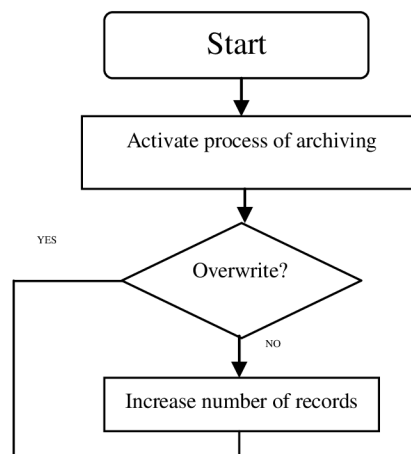 Start
Activate process of archiving
YES
Overwrite?
NO
Increase number of records